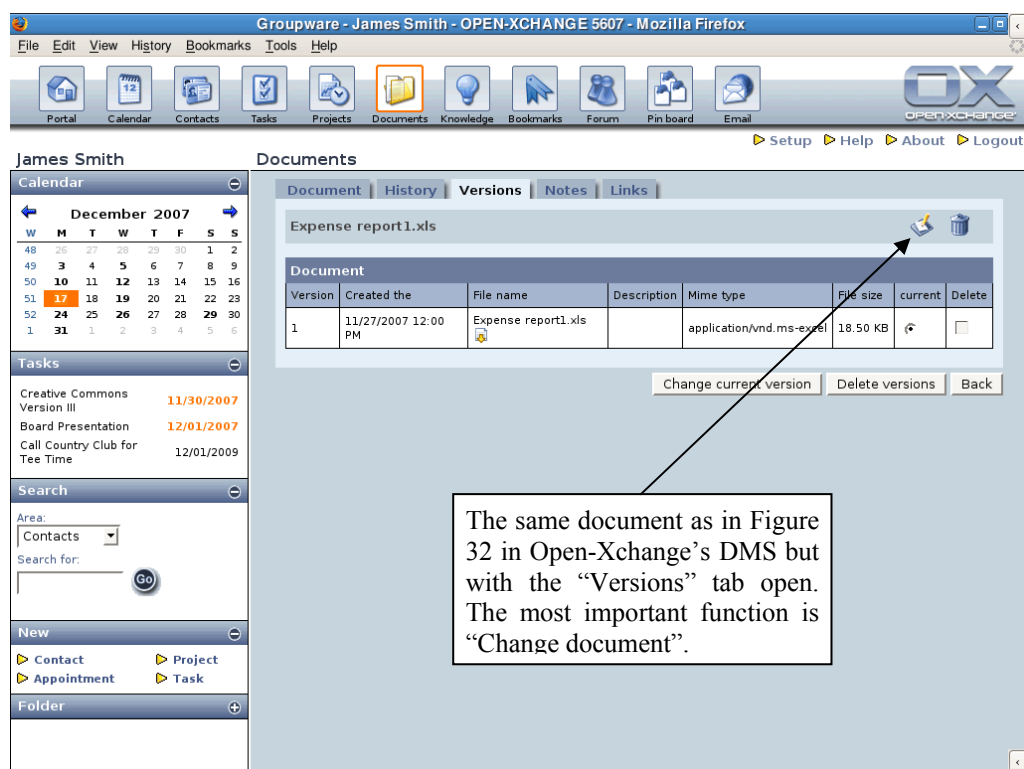 Groupware - James Smith - OPEN-XCHANGE 5607 - Mozilla Firefox
File Edit View History Bookmarks Tools Help
12
Portal Calendar Contacts Tasks Projects Documents Knowledge Bookmarks Forum Pin board Email
OX
OPEN XCHANGE
Setup Help About Logout
James Smith
Documents
Calendar
December 2007
W M T W T F S S
48 26 27 28 29 30 1 2
49 3 4 5 6 7 8 9
50 10 11 12 13 14 15 16
51 17 18 19 20 21 22 23
52 24 25 26 27 28 29 30
1 31 1 2 3 4 5 6
Tasks
Creative Commons
Version III
11/30/2007
Board Presentation 12/01/2007
Call Country Club for
Tee Time
12/01/2009
Search
Area:
Contacts
Search for:
Go
New
Contact Project
Appointment Task
Folder
Document History Versions Notes Links
Expense report1.xls
Document
Version Created the File name Description Mime type File size current Delete
1 11/27/2007 12:00 PM Expense report1.xls application/vnd.ms-excel 18.50 KB
Change current version Delete versions Back
The same document as in Figure
32 in Open-Xchange’s DMS but
with the “Versions” tab open.
The most important function is
“Change document”.